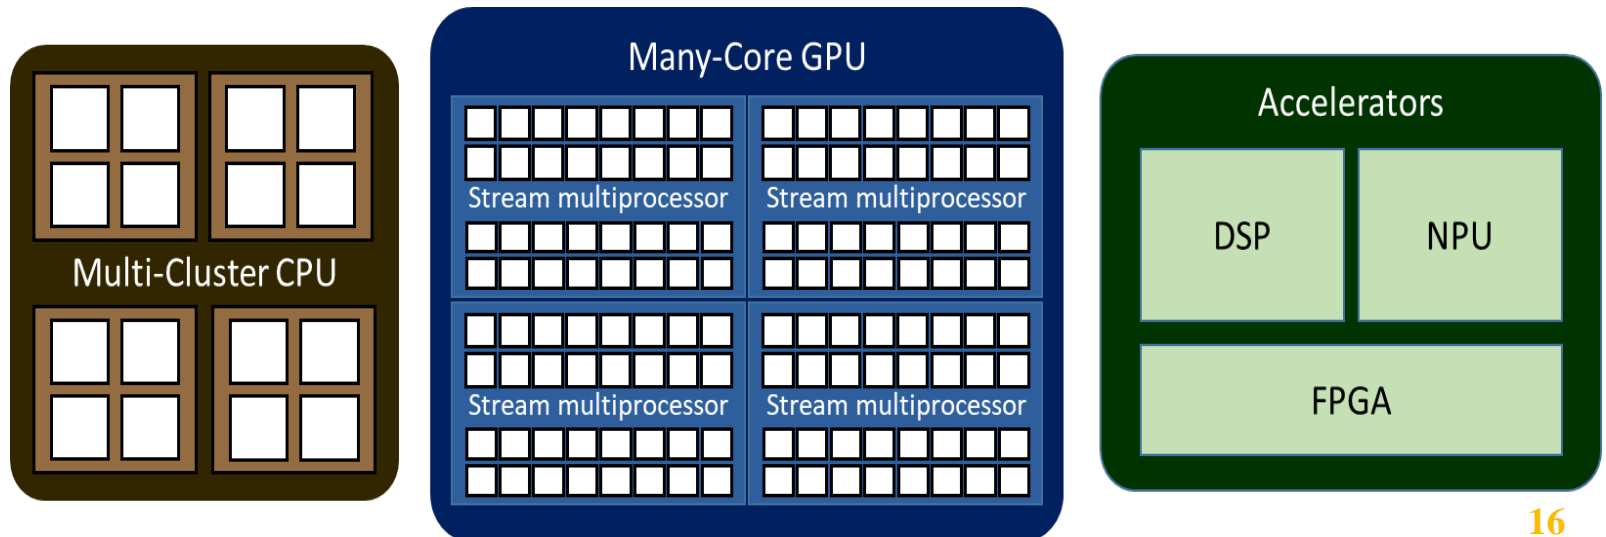 Multi-Cluster CPU
Many-Core GPU
Stream multiprocessor
Stream multiprocessor
Stream multiprocessor
Stream multiprocessor
Accelerators
DSP
NPU
FPGA
16